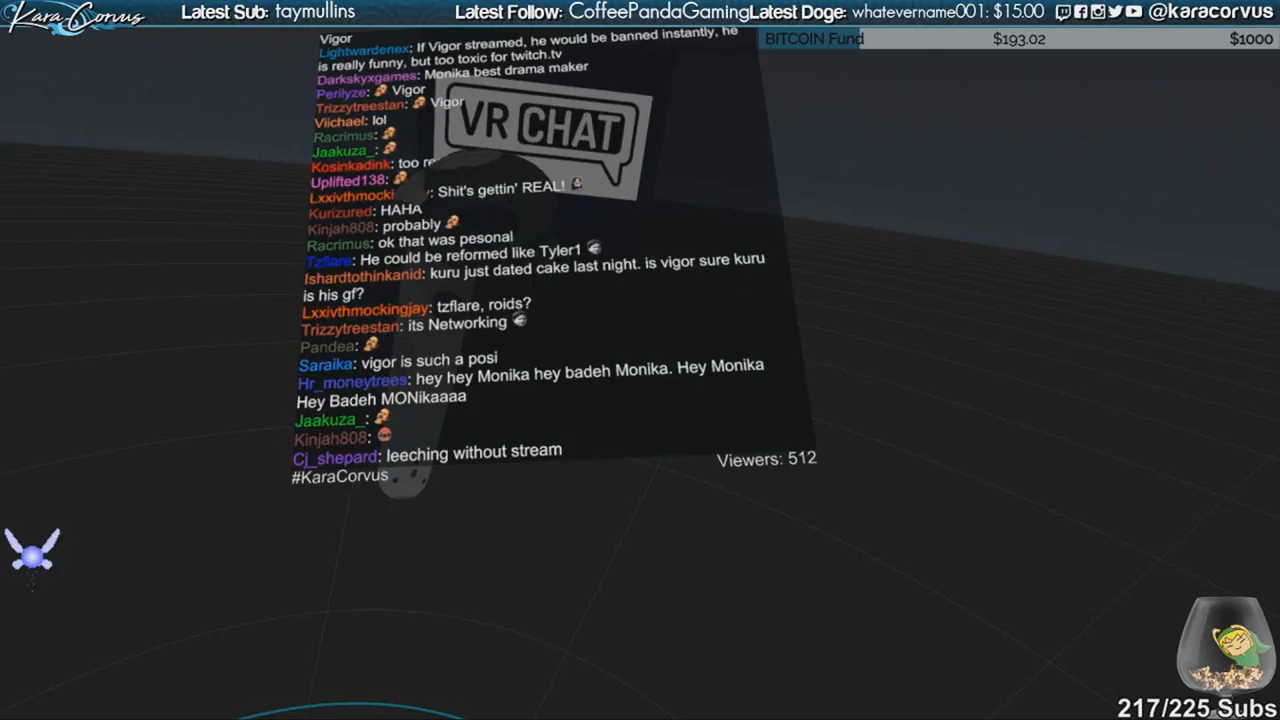 Kara Corvus
Latest Sub: taymullins
Latest Follow: CoffeePandaGaming
Latest Doge: whatevername001: $15.00
@karacorvus
BITCOIN Fund $193.02 $1000
Vigor
Lightwardenex: If Vigor streamed, he would be banned instantly, he
is really funny, but too toxic for twitch.tv
Darkskyxgames: Monika best drama maker
Perilyze: Vigor
Trizzytreestan: Vigor
Viichael: lol
Racrimus:
Jaakuza_:
Kosinkadink: too
Uplifted138:
: Shit's gettin' REAL!
Kurizured: HAHA
Kinjah808: probably
Racrimus: ok that was pesonal
Tzflare: He could be reformed like Tyler1
Ishardtothinkanid: kuru just dated cake last night. is vigor sure kuru
is his gf?
Lxxivthmockingjay: tzflare, roids?
Trizzytreestan: its Networking
Pandea:
Saraika: vigor is such a posi
Hr_moneytrees: hey hey Monika hey badeh Monika. Hey Monika
Hey Badeh MONikaaaa
Jaakuza_:
Kinjah808:
Cj_shepard: leeching without stream
#KaraCorvus
Viewers: 512
VR CHAT
217/225 Subs